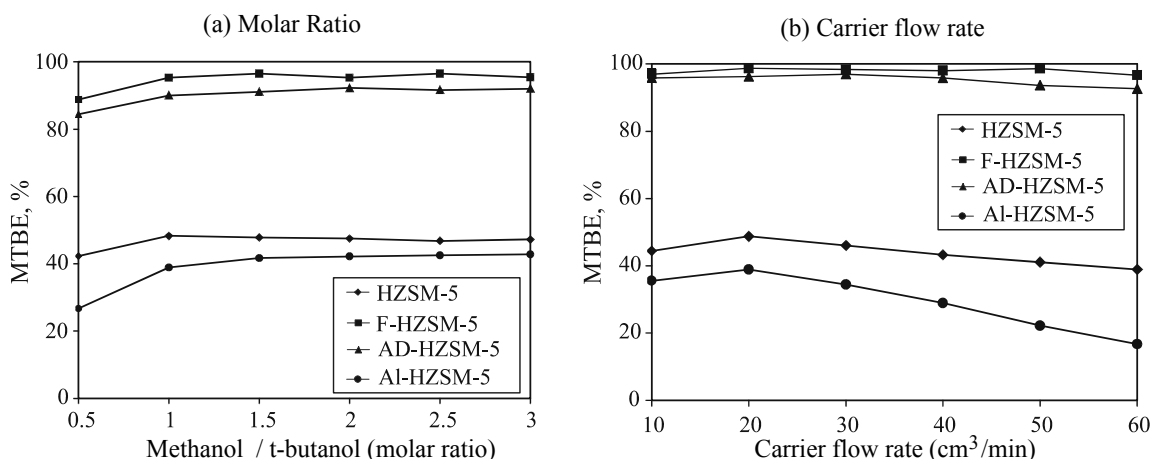 (a) Molar Ratio
MTBE, %
100
80
60
40
20
0
HZSM-5
F-HZSM-5
AD-HZSM-5
Al-HZSM-5
0.5 1 1.5 2 2.5 3
Methanol / t-butanol (molar ratio)
(b) Carrier flow rate
MTBE, %
100
80
60
40
20
0
HZSM-5
F-HZSM-5
AD-HZSM-5
Al-HZSM-5
10 20 30 40 50 60
Carrier flow rate (cm³/min)